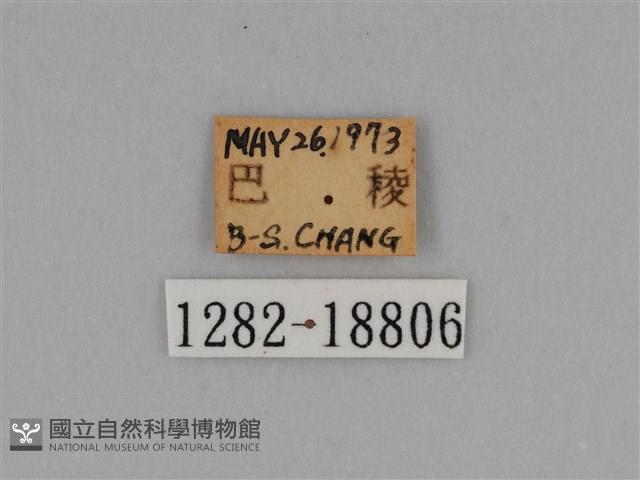 MAY 26.1973
巴 稜
B-S. CHANG
1282-18806
國立自然科學博物館
NATIONAL MUSEUM OF NATURAL SCIENCE